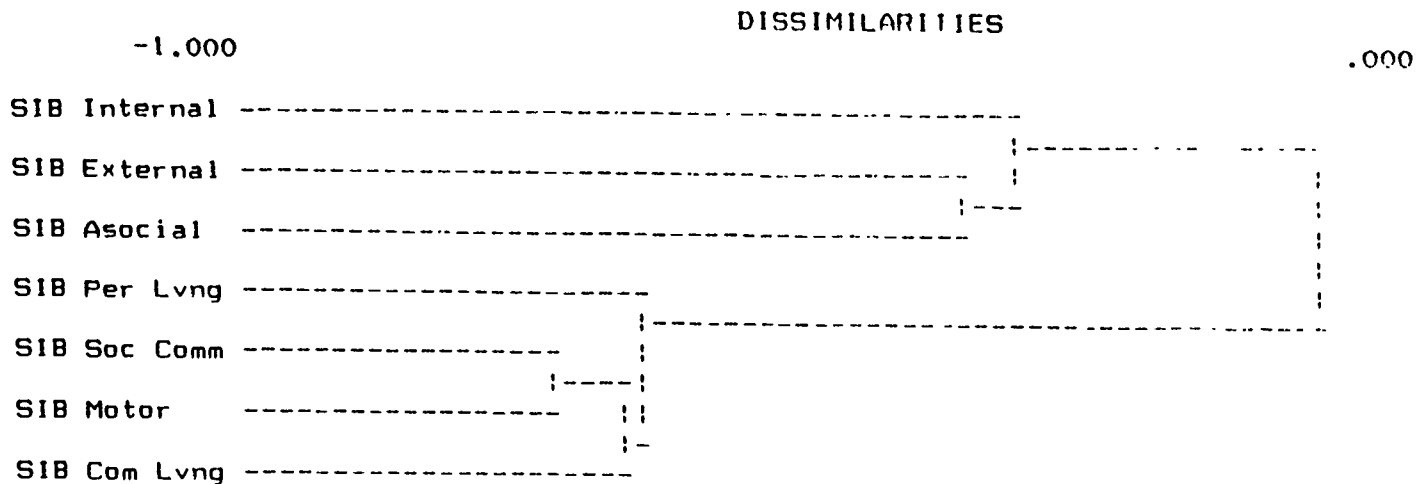 DISSIMILARITIES
-1.000 .000
SIB Internal
SIB External
SIB Asocial
SIB Per Lvng
SIB Soc Comm
SIB Motor
SIB Com Lvng